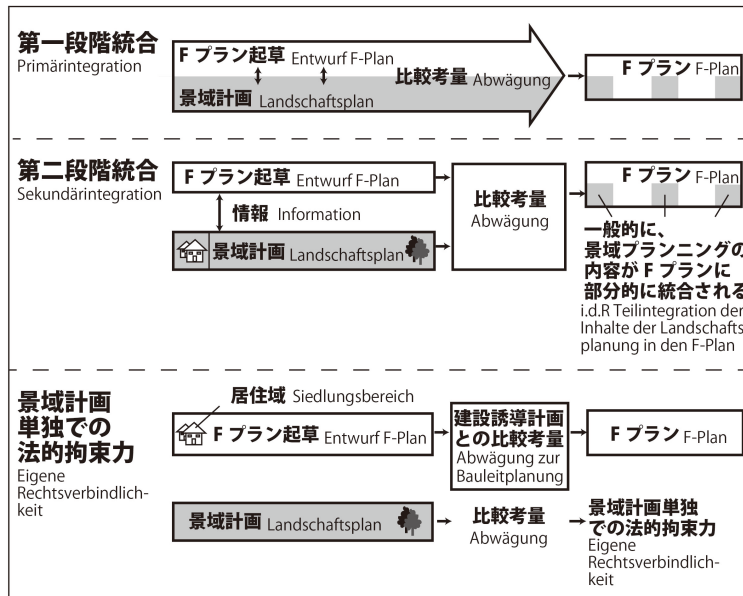 第一段階統合
Primärintegration
F プラン起草 Entwurf F-Plan
比較考量 Abwägung
景域計画 Landschaftsplan
F プラン F-Plan
第二段階統合
Sekundärintegration
F プラン起草 Entwurf F-Plan
情報 Information
景域計画 Landschaftsplan
比較考量
Abwägung
F プラン F-Plan
一般的に、
景域プランニングの
内容が F プランに
部分的に統合される
i.d.R Teilintegration der
Inhalte der Landschafts
planung in den F-Plan
景域計画
単独での
法的拘束力
Eigene
Rechtsverbindlich-
keit
居住域 Siedlungsbereich
F プラン起草 Entwurf F-Plan
建設誘導計画
との比較考量
Abwägung zur
Bauleitplanung
F プラン F-Plan
景域計画 Landschaftsplan
比較考量
Abwägung
景域計画単独
での法的拘束力
Eigene
Rechtsverbindlich-
keit